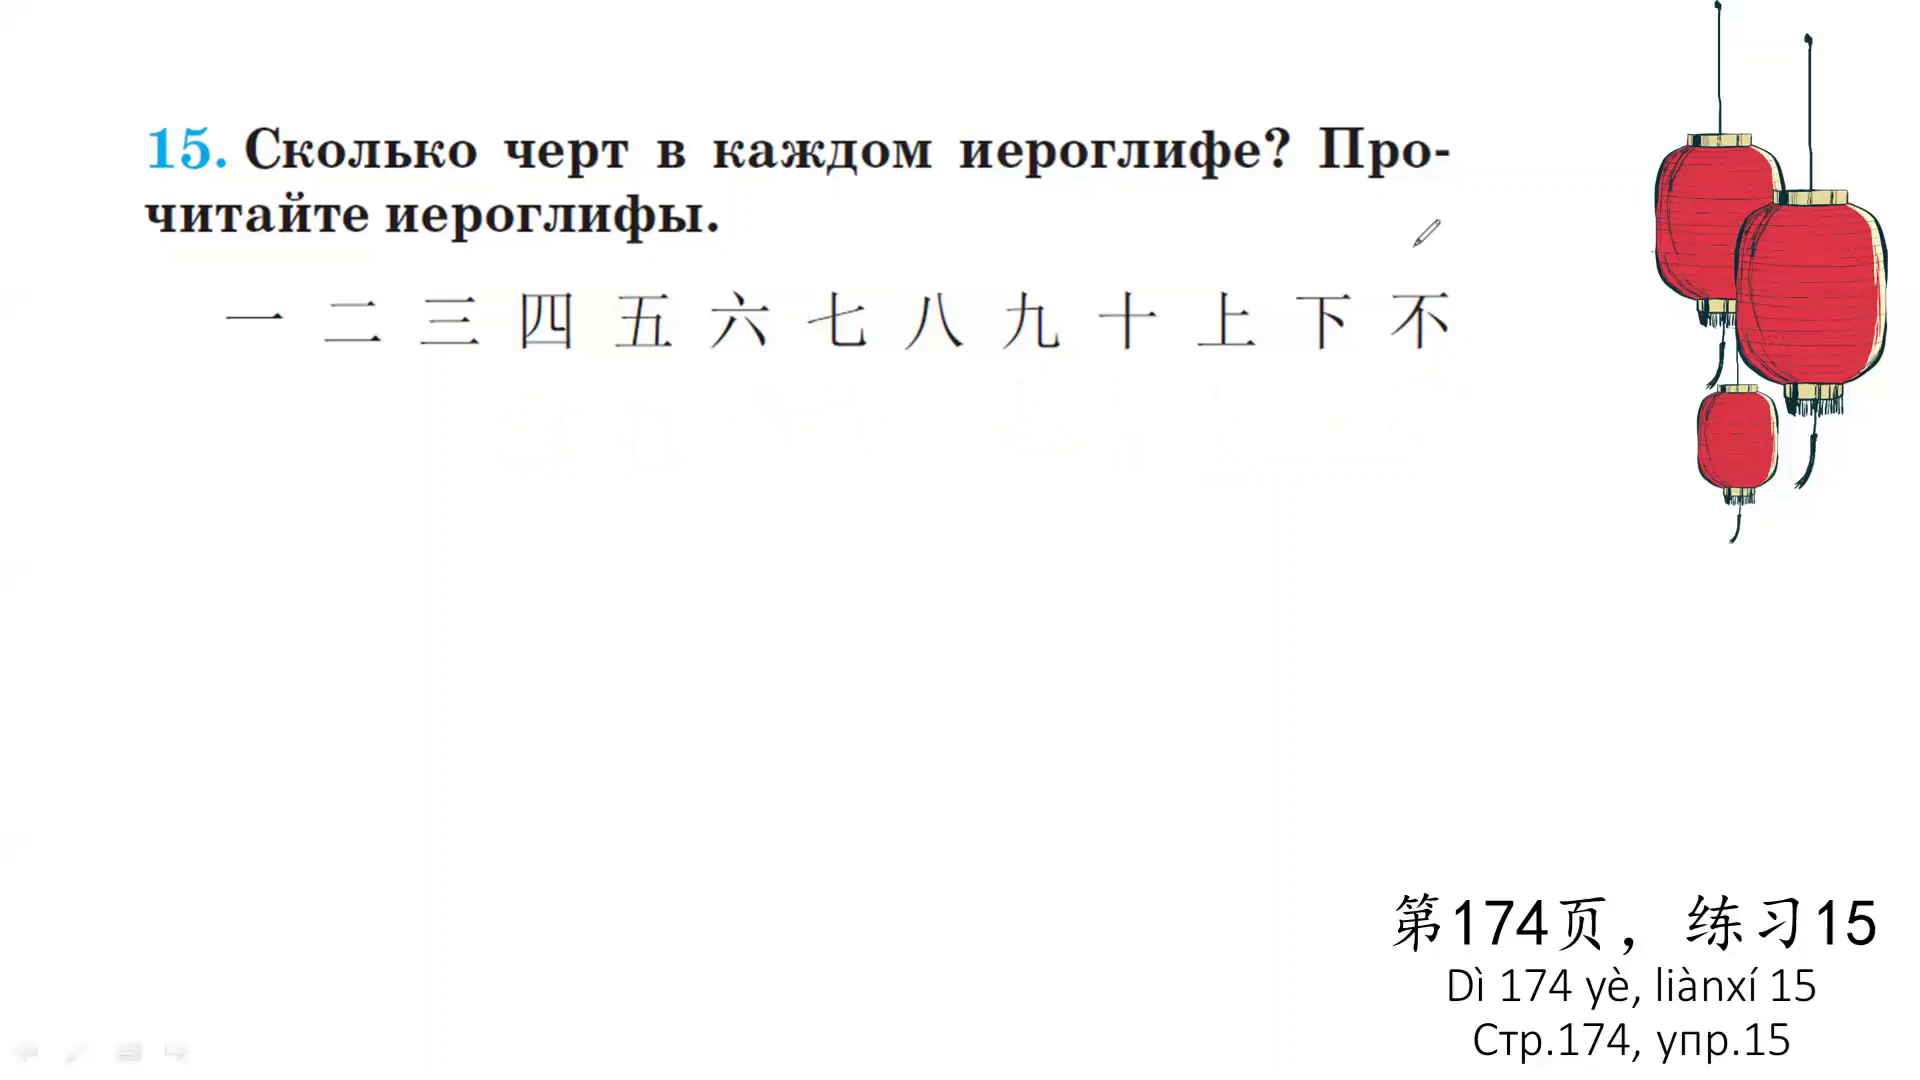 15. Сколько черт в каждом иероглифе? Про-
читайте иероглифы.
一 二 三 四 五 六 七 八 九 十 上 下 不
第174页，练习15
Dì 174 yè, liànxí 15
Стр.174, упр.15